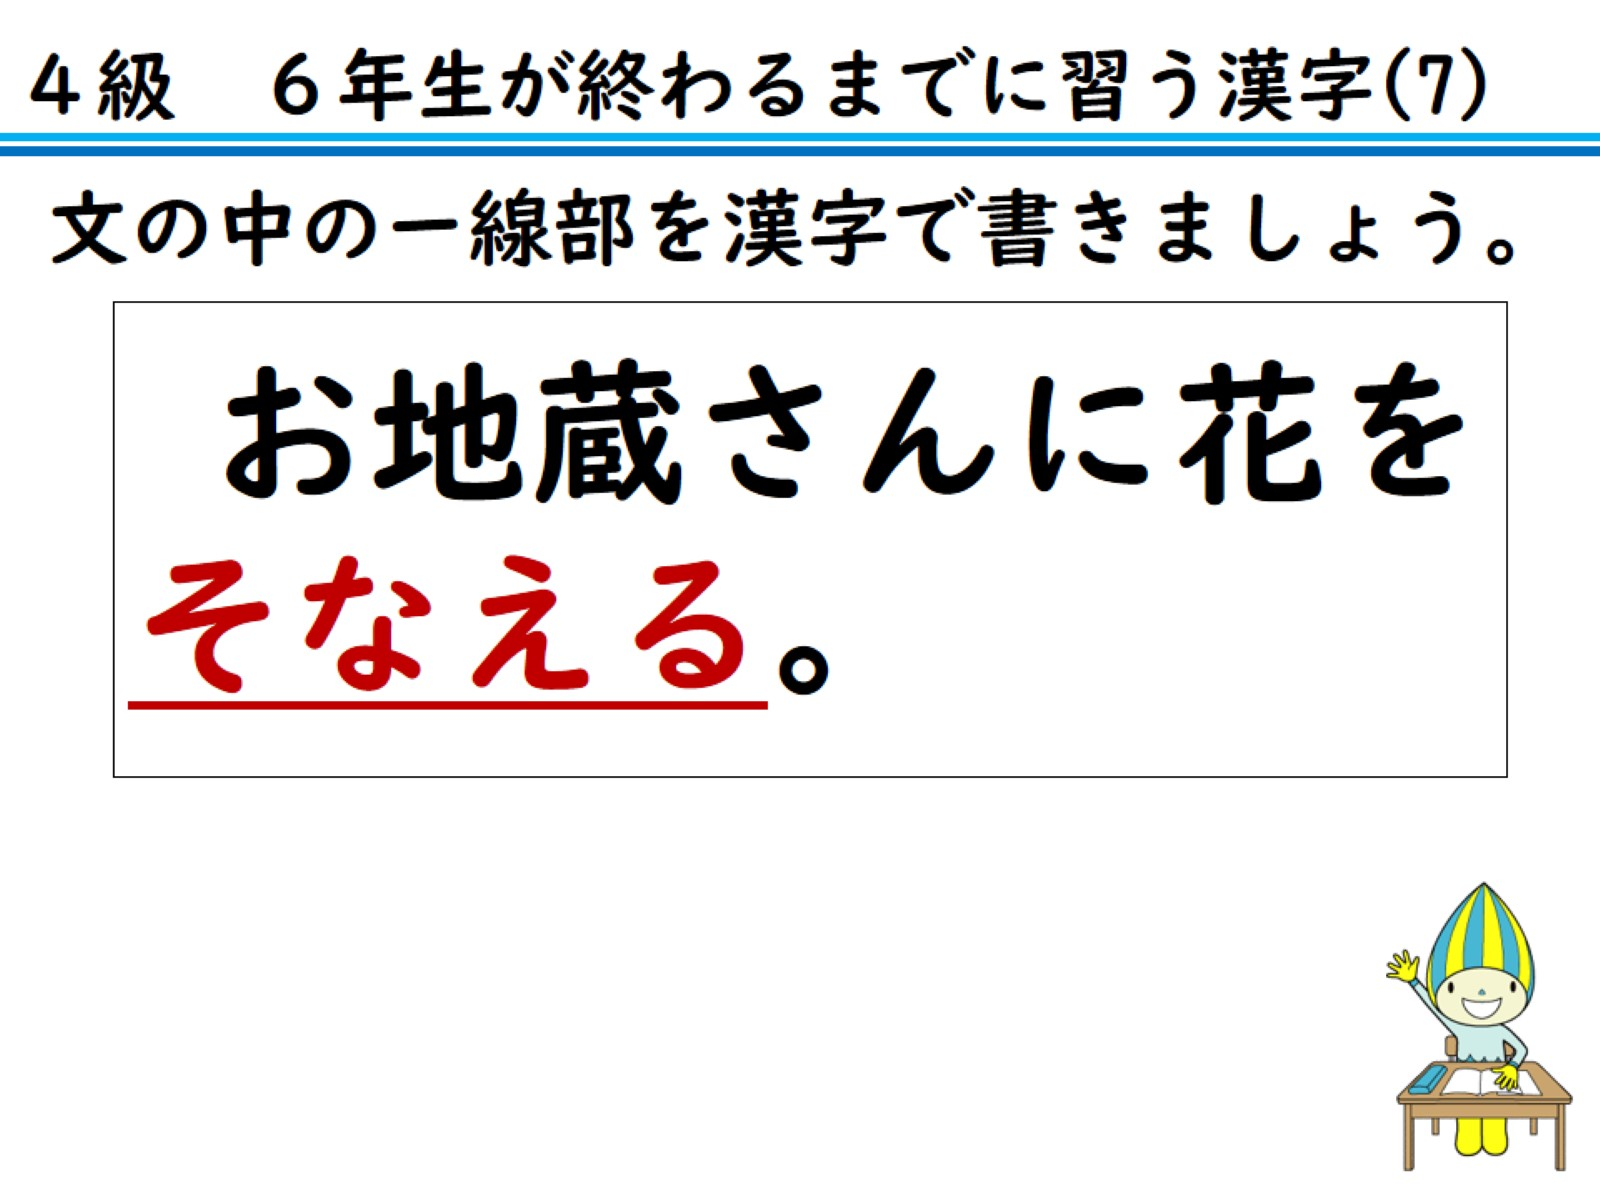 ４級　６年生が終わるまでに習う漢字(7)
文の中の一線部を漢字で書きましょう。
お地蔵さんに花を
そなえる。